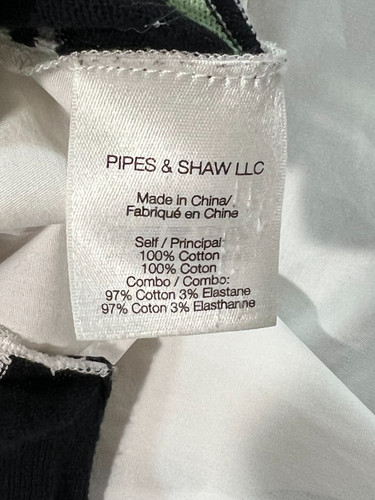 PIPES & SHAW LLC
Made in China/
Fabriqué en Chine
Self / Principal:
100% Cotton
100% Coton
Combo / Combo:
97% Cotton 3% Elastane
97% Coton 3% Elasthanne